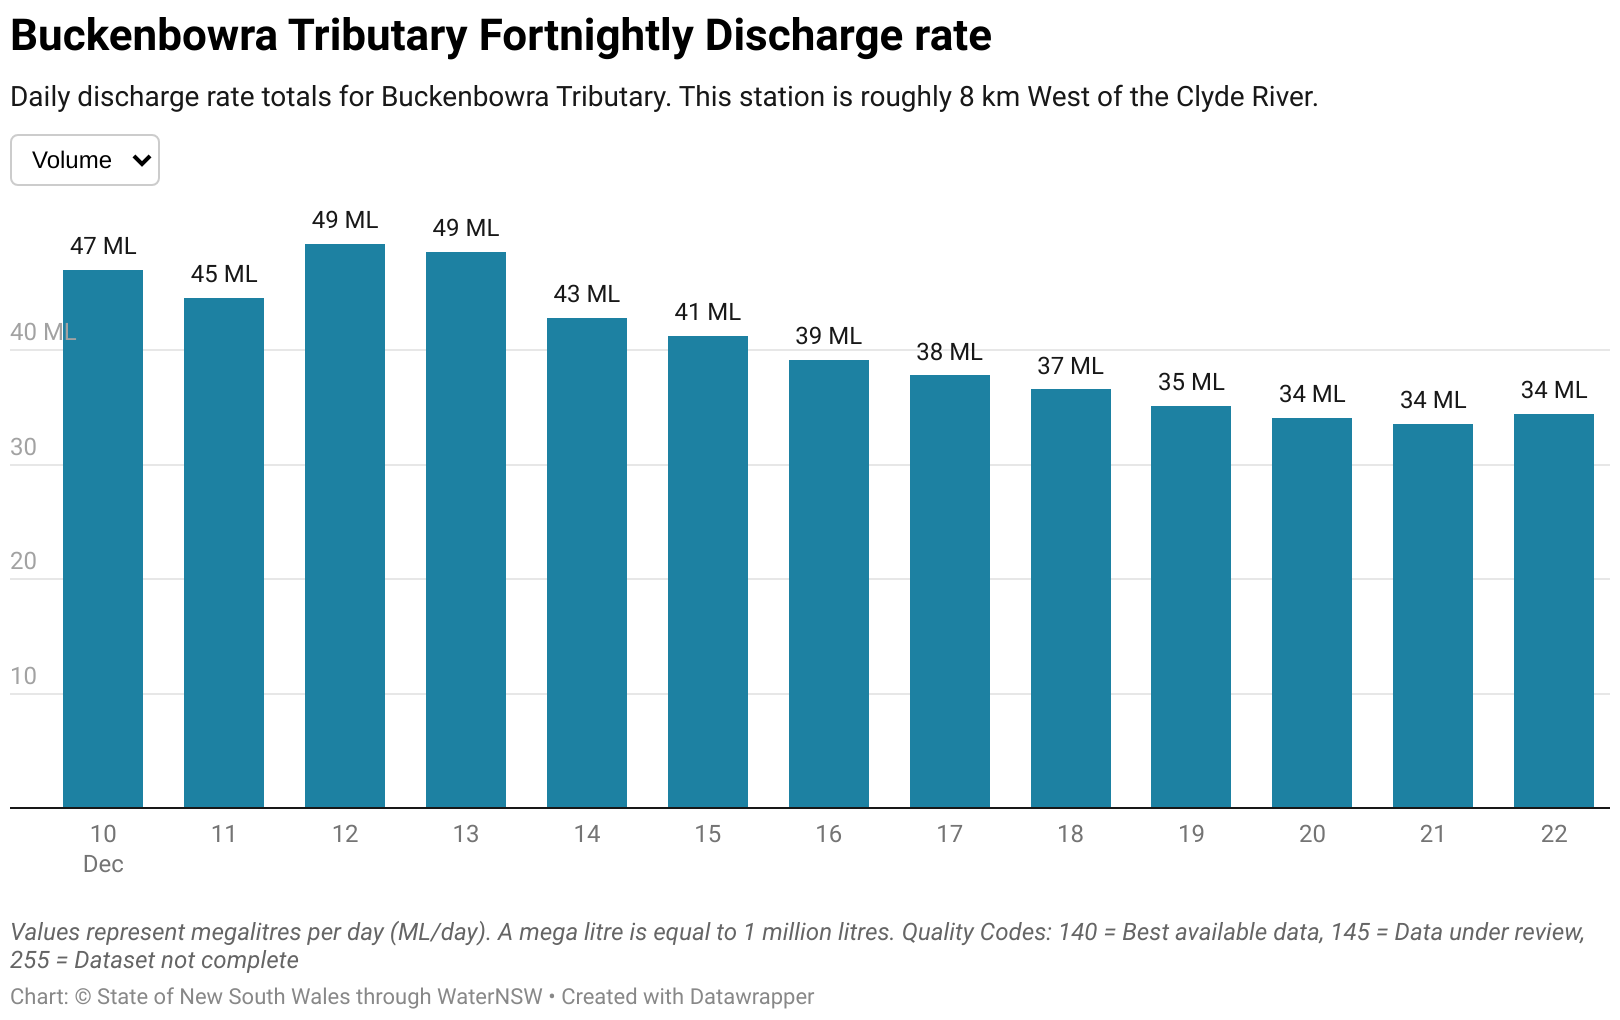 Buckenbowra Tributary Fortnightly Discharge rate
Daily discharge rate totals for Buckenbowra Tributary. This station is roughly 8 km West of the Clyde River.
Volume
47 ML
45 ML
49 ML
49 ML
43 ML
41 ML
39 ML
38 ML
37 ML
35 ML
34 ML
34 ML
34 ML
40 ML
30
20
10
10 11 12 13 14 15 16 17 18 19 20 21 22
Dec
Values represent megalitres per day (ML/day). A mega litre is equal to 1 million litres. Quality Codes: 140 = Best available data, 145 = Data under review,
255 = Dataset not complete
Chart: © State of New South Wales through WaterNSW • Created with Datawrapper